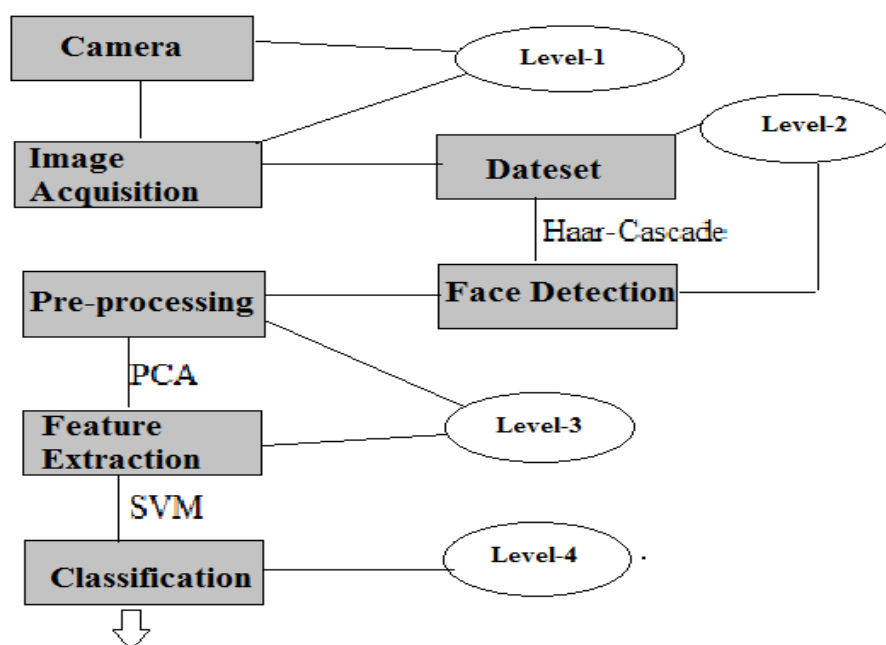 Camera
Level-1
Level-2
Image
Acquisition
Dateset
Haar-Cascade
Pre-processing
Face Detection
PCA
Feature
Extraction
Level-3
SVM
Classification
Level-4
.